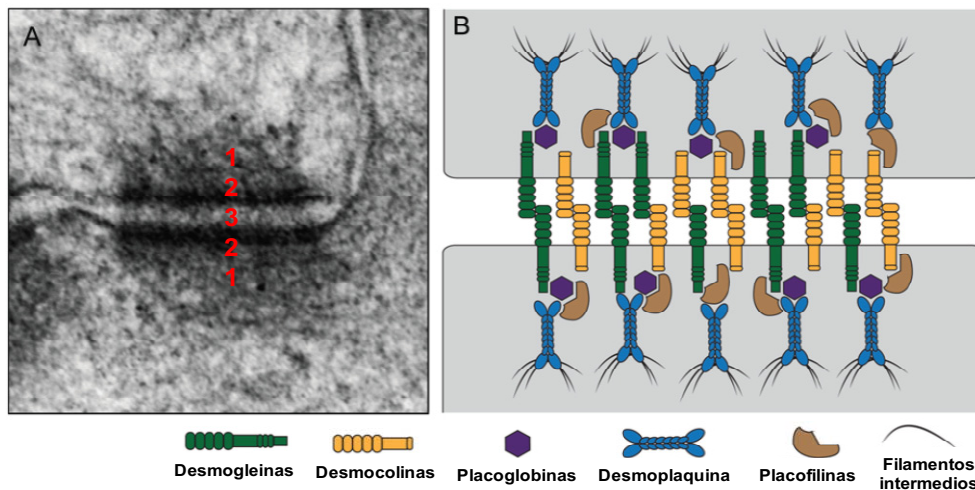 A
B
1
2
3
2
1
Desmogleinas
Desmocolinas
Placoglobinas
Desmoplaquina
Placofilinas
Filamentos
intermedios